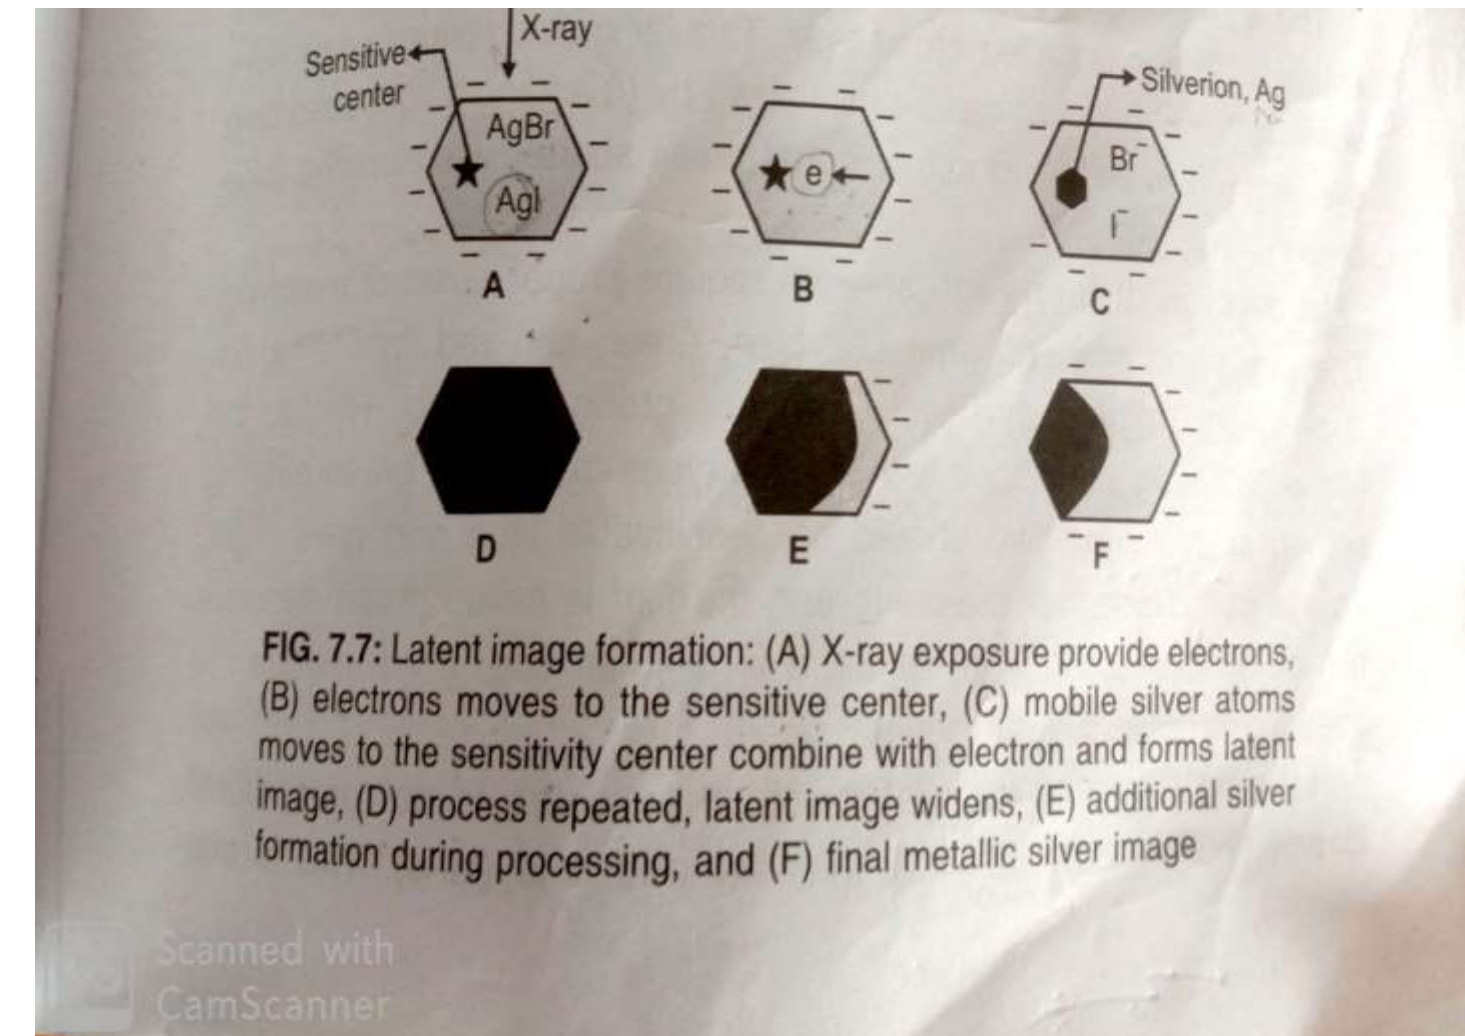 X-ray
Sensitive
center
AgBr
AgI
A
e
B
Silverion, Ag
Br⁻
I⁻
C
D
E
F
FIG. 7.7: Latent image formation: (A) X-ray exposure provide electrons,
(B) electrons moves to the sensitive center, (C) mobile silver atoms
moves to the sensitivity center combine with electron and forms latent
image, (D) process repeated, latent image widens, (E) additional silver
formation during processing, and (F) final metallic silver image
Scanned with
CamScanner